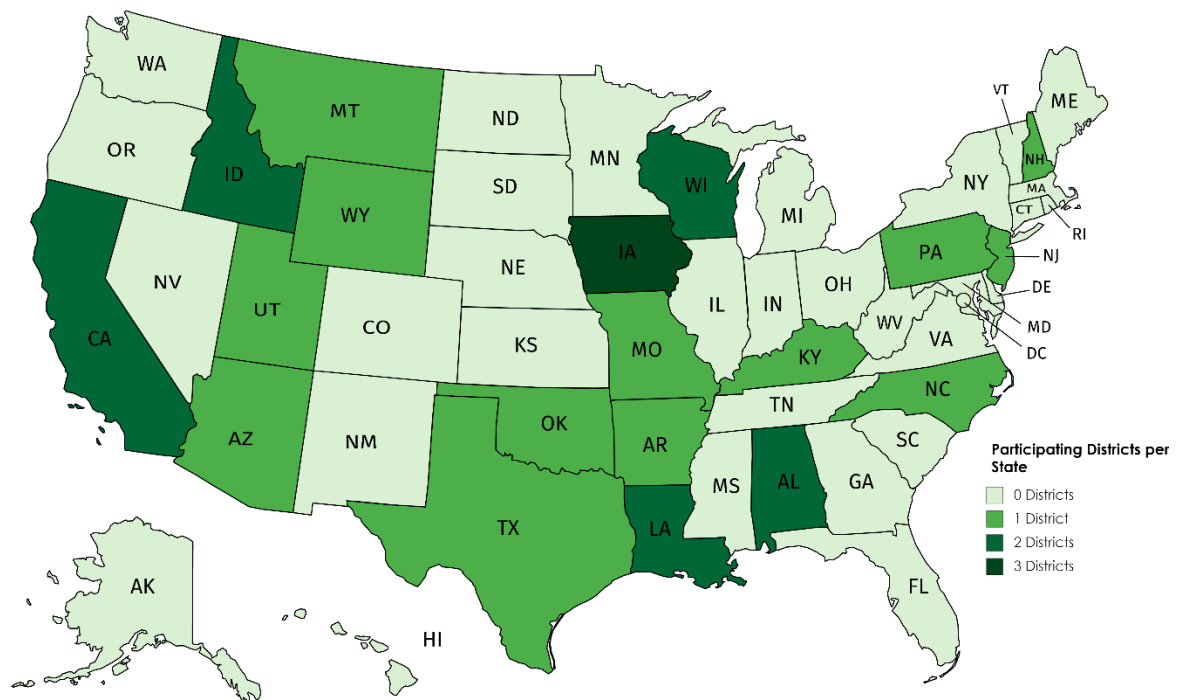 WA
MT
ND
MN
VT
ME
OR
ID
SD
WI
MI
NY
NH
MA
CT
RI
WY
NE
IA
PA
NJ
NV
UT
CO
IL
IN
OH
DE
MD
DC
CA
KS
MO
WV
VA
KY
AZ
NM
OK
AR
TN
NC
SC
TX
LA
MS
AL
GA
FL
AK
HI
Participating Districts per
State
0 Districts
1 District
2 Districts
3 Districts